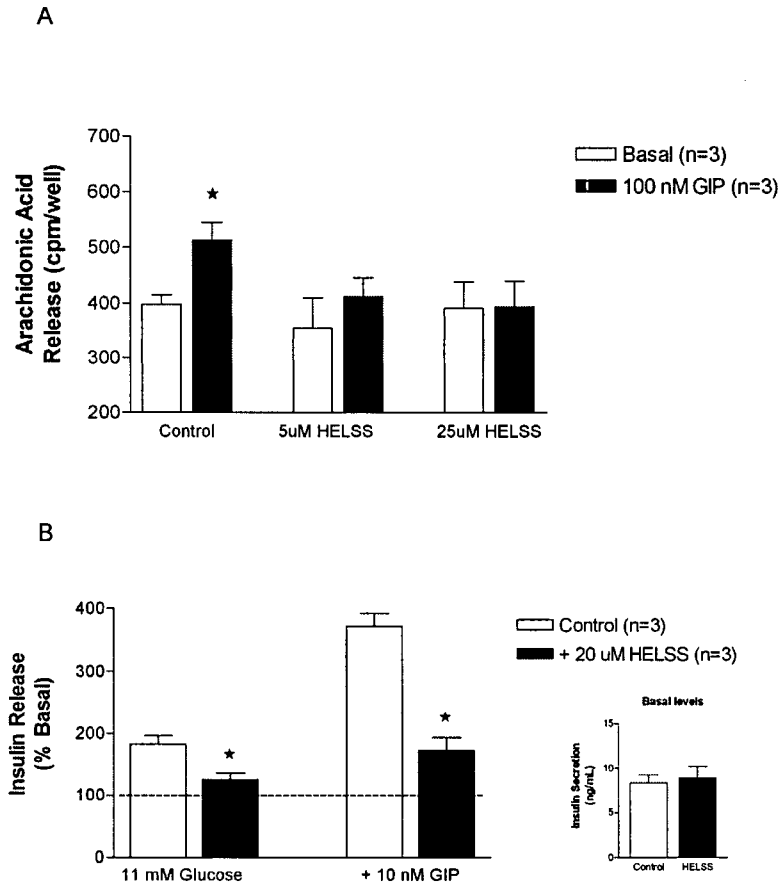 A
700
600
500
400
300
200
Arachidonic Acid
Release (cpm/well)
Control
5uM HELSS
25uM HELSS
Basal (n=3)
100 nM GIP (n=3)
B
400
300
200
100
0
Insulin Release
(% Basal)
11 mM Glucose
+ 10 nM GIP
Control (n=3)
+ 20 uM HELSS (n=3)
Basal levels
15
10
5
0
Insulin Secretion
(ng/mL)
Control
HELSS